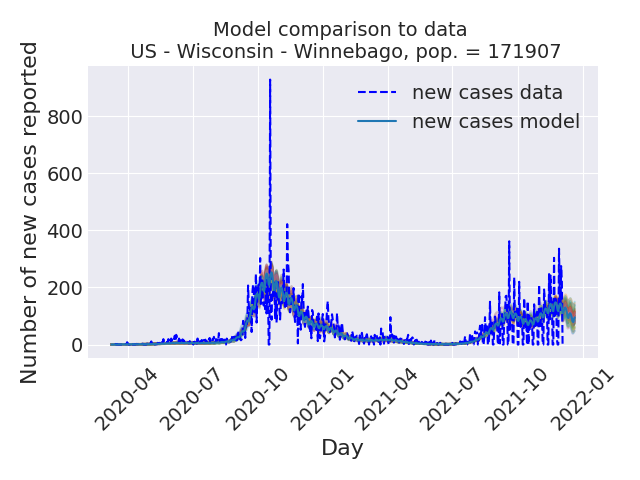 Model comparison to data
US - Wisconsin - Winnebago, pop. = 171907
new cases data
new cases model
Number of new cases reported
800
600
400
200
0
2020-04
2020-07
2020-10
2021-01
2021-04
2021-07
2021-10
2022-01
Day